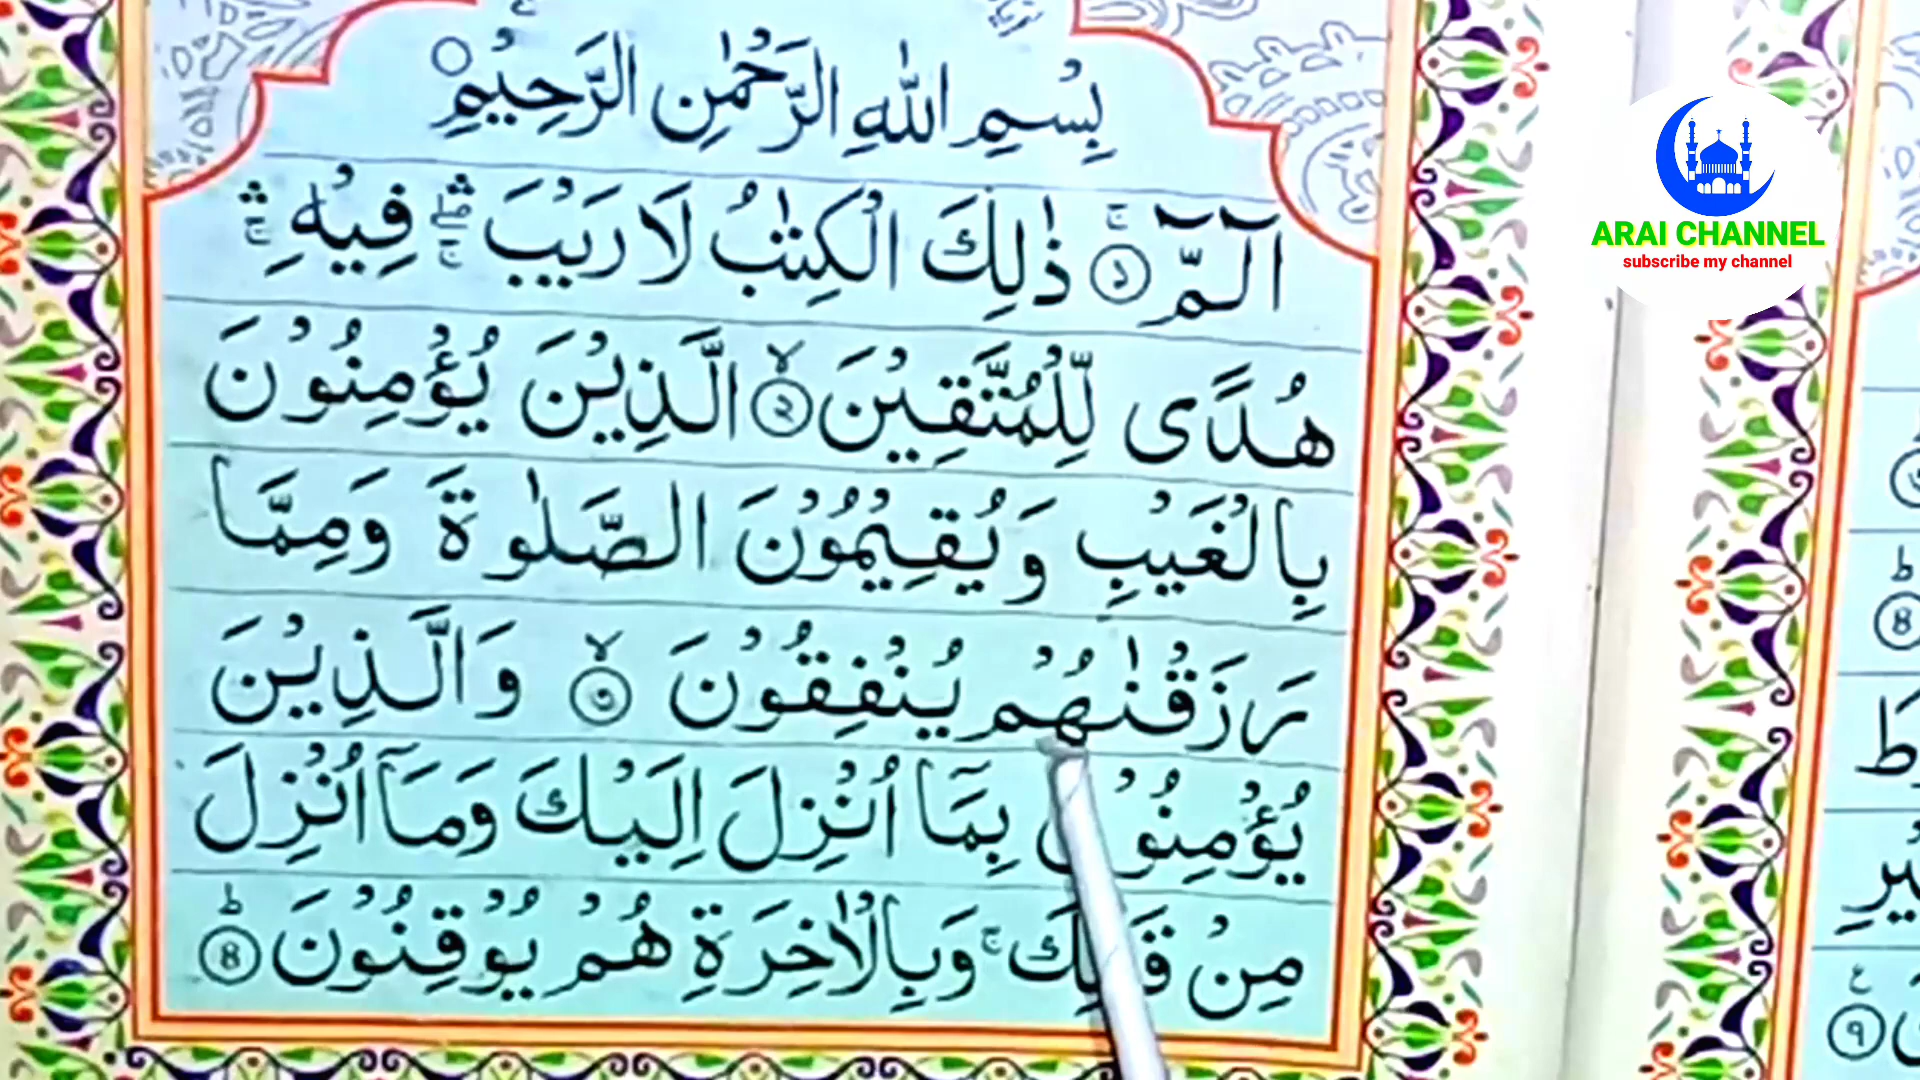 بِسْمِ اللّٰهِ الرَّحْمٰنِ الرَّحِيْمِ
الٓمّٓ ۚ‏﴿۱﴾ ذٰلِكَ الْكِتٰبُ لَا رَيْبَ ۛۖۚ فِيْهِ ۛۚ
هُدًى لِّلْمُتَّقِيْنَ ۙ‏﴿۲﴾ الَّذِيْنَ يُؤْمِنُوْنَ
بِالْغَيْبِ وَيُقِيْمُوْنَ الصَّلٰوةَ وَمِمَّا
رَزَقْنٰهُمْ يُنْفِقُوْنَ ۙ‏﴿۳﴾ وَالَّذِيْنَ
يُؤْمِنُوْنَ بِمَآ اُنْزِلَ اِلَيْكَ وَمَآ اُنْزِلَ
مِنْ قَبْلِكَ ۚ وَبِالْاٰخِرَةِ هُمْ يُوْقِنُوْنَ ؕ‏﴿۴﴾
ARAI CHANNEL
subscribe my channel